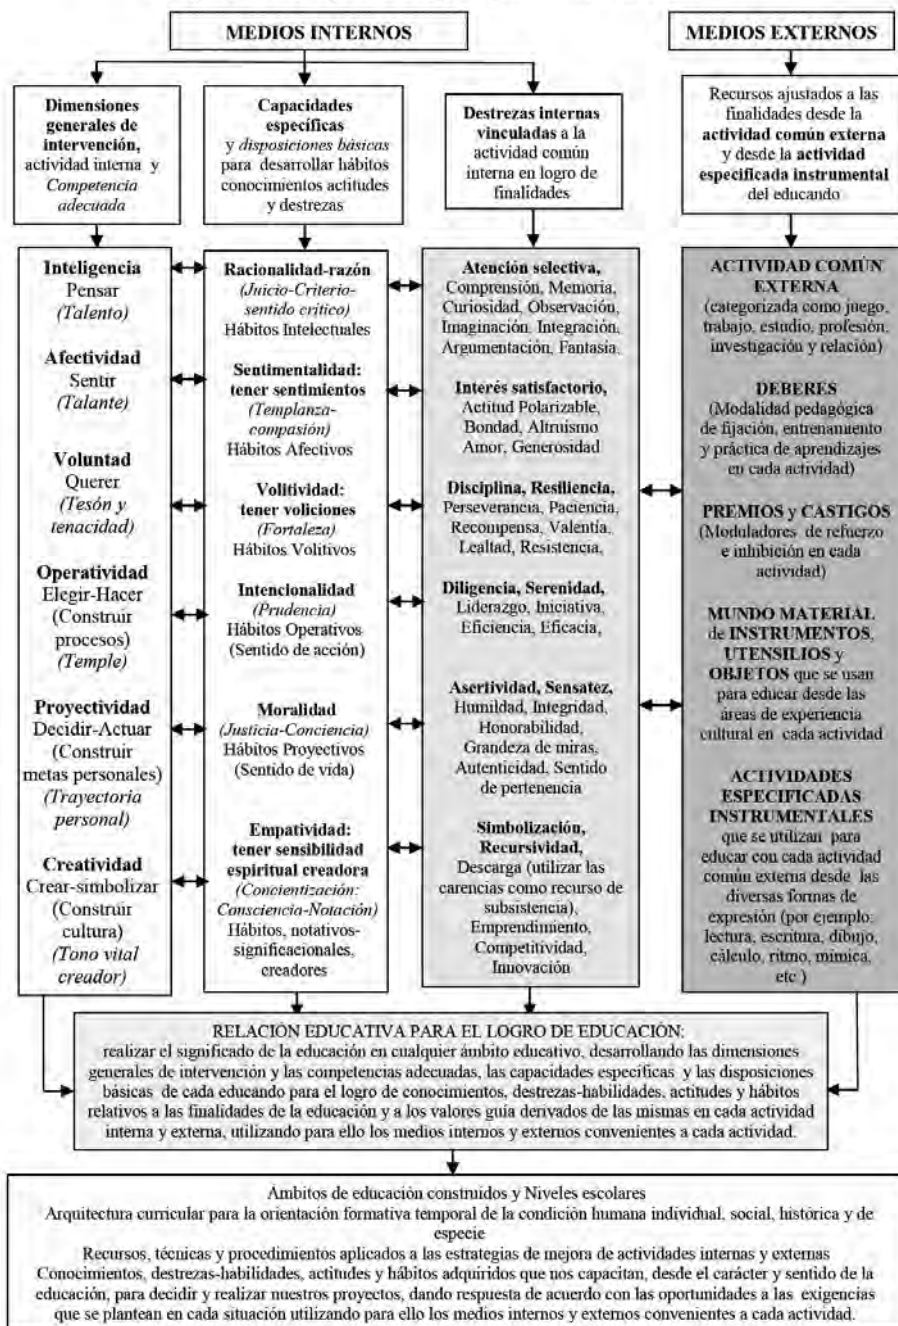 MEDIOS INTERNOS
MEDIOS EXTERNOS
Dimensiones
generales de
intervención,
actividad interna y
Competencia
adecuada
Capacidades
específicas
y disposiciones básicas
para desarrollar hábitos
conocimientos actitudes
y destrezas
Destrezas internas
vinculadas a la
actividad común
interna en logro de
finalidades
Recursos ajustados a las
finalidades desde la
actividad común externa
y desde la actividad
especificada instrumental
del educando
Inteligencia
Pensar
(Talento)
Afectividad
Sentir
(Talante)
Voluntad
Querer
(Tesón y
tenacidad)
Operatividad
Elegir-Hacer
(Construir
procesos)
(Temple)
Proyectividad
Decidir-Actuar
(Construir
metas personales)
(Trayectoria
personal)
Creatividad
Crear-simbolizar
(Construir
cultura)
(Tono vital
creador)
Racionalidad-razón
(Juicio-Criterio-
sentido crítico)
Hábitos Intelectuales
Sentimentalidad:
tener sentimientos
(Templanza-
compasión)
Hábitos Afectivos
Volitividad:
tener voliciones
(Fortaleza)
Hábitos Volitivos
Intencionalidad
(Prudencia)
Hábitos Operativos
(Sentido de acción)
Moralidad
(Justicia-Conciencia)
Hábitos Proyectivos
(Sentido de vida)
Empatividad:
tener sensibilidad
espiritual creadora
(Concientización:
Consciencia-Notación)
Hábitos, notativos-
significacionales,
creadores
Atención selectiva,
Comprensión, Memoria,
Curiosidad, Observación,
Imaginación, Integración,
Argumentación, Fantasía,
Interés satisfactorio,
Actitud Polarizable,
Bondad, Altruismo
Amor, Generosidad
Disciplina, Resiliencia,
Perseverancia, Paciencia,
Recompensa, Valentía,
Lealtad, Resistencia,
Diligencia, Serenidad,
Liderazgo, Iniciativa,
Eficiencia, Eficacia,
Asertividad, Sensatez,
Humildad, Integridad,
Honorabilidad,
Grandeza de miras,
Autenticidad, Sentido
de pertenencia
Simbolización,
Recursividad,
Descarga (utilizar las
carencias como recurso de
subsistencia),
Emprendimiento,
Competitividad,
Innovación
ACTIVIDAD COMÚN
EXTERNA
(categorizada como juego,
trabajo, estudio, profesión,
investigación y relación)
DEBERES
(Modalidad pedagógica
de fijación, entrenamiento
y práctica de aprendizajes
en cada actividad)
PREMIOS y CASTIGOS
(Moduladores de refuerzo
e inhibición en cada
actividad)
MUNDO MATERIAL
de INSTRUMENTOS,
UTENSILIOS y
OBJETOS que se usan
para educar desde las
áreas de experiencia
cultural en cada actividad
ACTIVIDADES
ESPECIFICADAS
INSTRUMENTALES
que se utilizan para
educar con cada actividad
común externa desde las
diversas formas de
expresión (por ejemplo:
lectura, escritura, dibujo,
cálculo, ritmo, mímica,
etc )
RELACIÓN EDUCATIVA PARA EL LOGRO DE EDUCACIÓN:
realizar el significado de la educación en cualquier ámbito educativo, desarrollando las dimensiones
generales de intervención y las competencias adecuadas, las capacidades específicas y las disposiciones
básicas de cada educando para el logro de conocimientos, destrezas-habilidades, actitudes y hábitos
relativos a las finalidades de la educación y a los valores guía derivados de las mismas en cada actividad
interna y externa, utilizando para ello los medios internos y externos convenientes a cada actividad.
Ámbitos de educación construidos y Niveles escolares
Arquitectura curricular para la orientación formativa temporal de la condición humana individual, social, histórica y de
especie
Recursos, técnicas y procedimientos aplicados a las estrategias de mejora de actividades internas y externas
Conocimientos, destrezas-habilidades, actitudes y hábitos adquiridos que nos capacitan, desde el carácter y sentido de la
educación, para decidir y realizar nuestros proyectos, dando respuesta de acuerdo con las oportunidades a las exigencias
que se plantean en cada situación utilizando para ello los medios internos y externos convenientes a cada actividad.